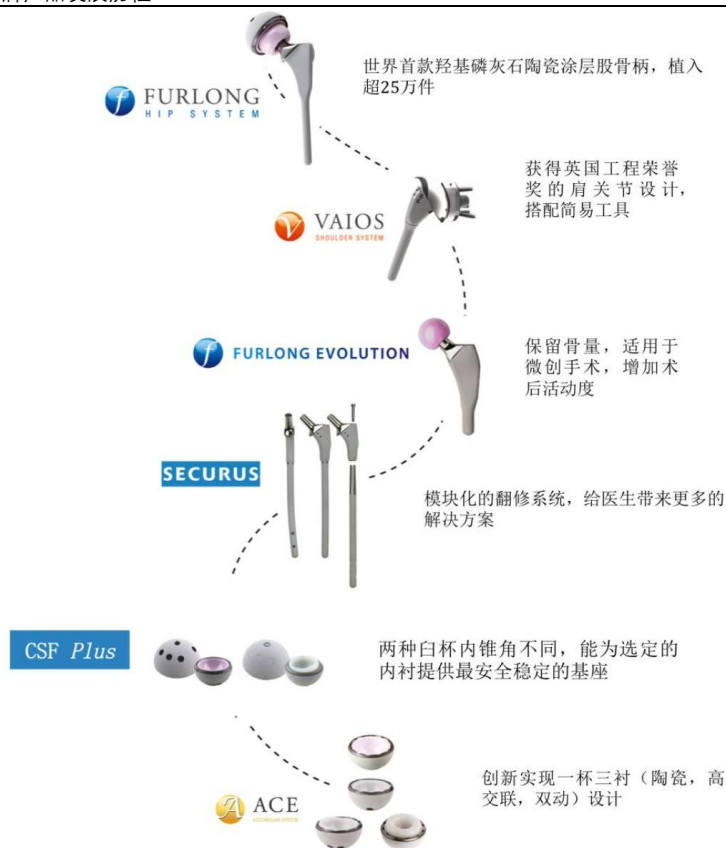 FURLONG
HIP SYSTEM
世界首款羟基磷灰石陶瓷涂层股骨柄，植入
超25万件
VAIOS
SHOULDER SYSTEM
获得英国工程荣誉
奖的肩关节设计，
搭配简易工具
FURLONG EVOLUTION
保留骨量，适用于
微创手术，增加术
后活动度
SECURUS
模块化的翻修系统，给医生带来更多的
解决方案
CSF Plus
两种臼杯内锥角不同，能为选定的
内衬提供最安全稳定的基座
ACE
ACETABULAR SYSTEM
创新实现一杯三衬（陶瓷，高
交联，双动）设计